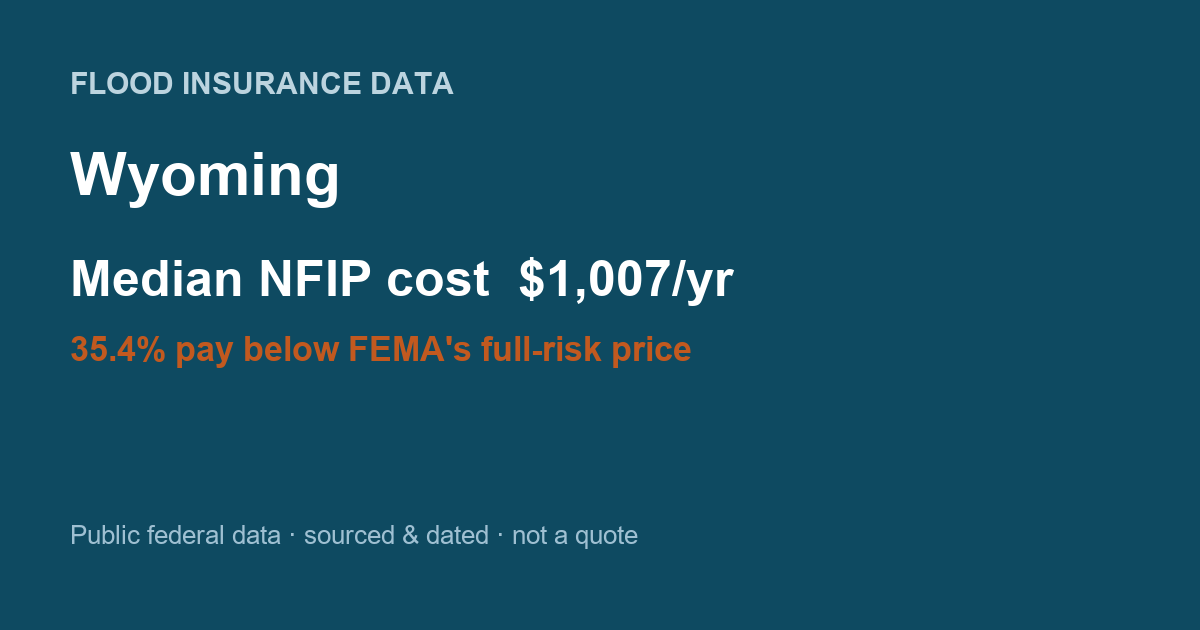 FLOOD INSURANCE DATA
Wyoming
Median NFIP cost  $1,007/yr
35.4% pay below FEMA's full-risk price
Public federal data · sourced & dated · not a quote